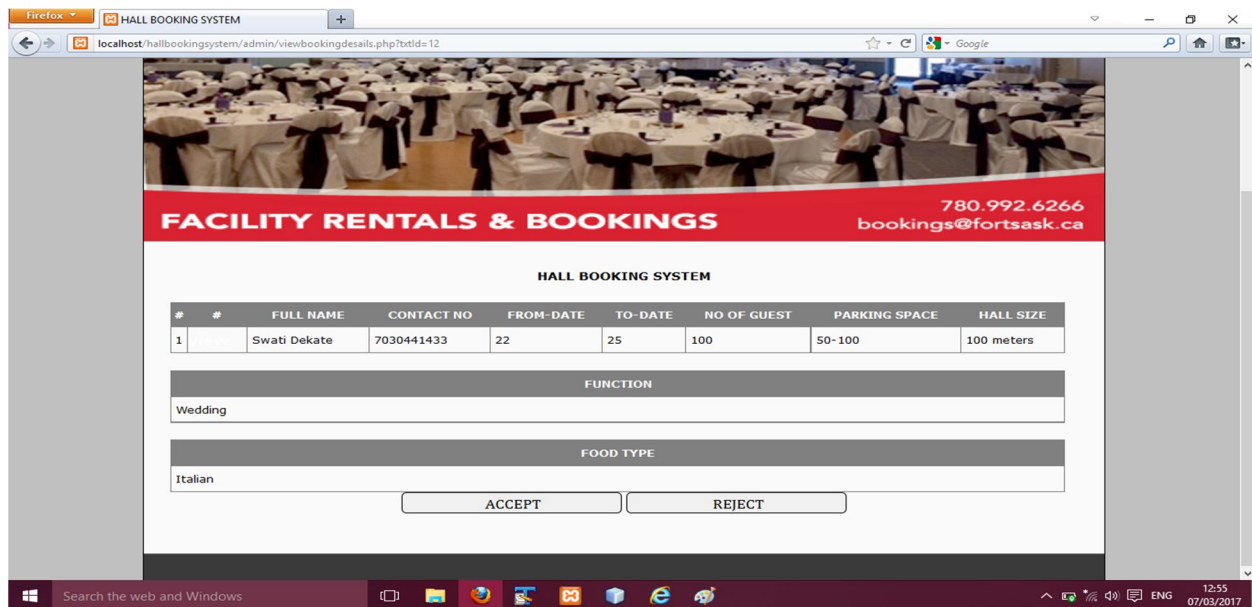 Firefox
HALL BOOKING SYSTEM
localhost/hallbookingsystem/admin/viewbookingdesails.php?txtId=12
Google
FACILITY RENTALS & BOOKINGS
780.992.6266
bookings@fortsask.ca
HALL BOOKING SYSTEM
# # FULL NAME CONTACT NO FROM-DATE TO-DATE NO OF GUEST PARKING SPACE HALL SIZE
1 Swati Dekate 7030441433 22 25 100 50-100 100 meters
FUNCTION
Wedding
FOOD TYPE
Italian
ACCEPT REJECT
Search the web and Windows
ENG
12:55
07/03/2017